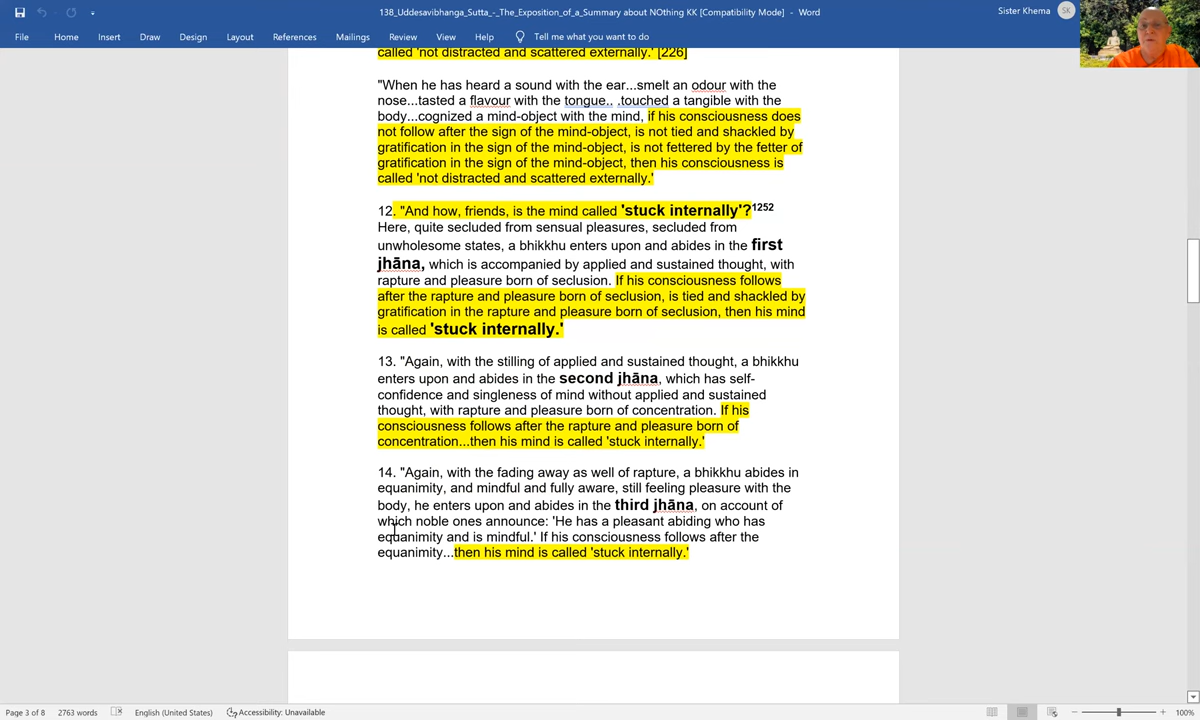 138_Uddesavibhanga_Sutta_-_The_Exposition_of_a_Summary_about_NOthing KK [Compatibility Mode] - Word
Sister Khema
SK
File Home Insert Draw Design Layout References Mailings Review View Help Tell me what you want to do
called 'not distracted and scattered externally.' [226]
"When he has heard a sound with the ear...smelt an odour with the
nose...tasted a flavour with the tongue.. .touched a tangible with the
body...cognized a mind-object with the mind, if his consciousness does
not follow after the sign of the mind-object, is not tied and shackled by
gratification in the sign of the mind-object, is not fettered by the fetter of
gratification in the sign of the mind-object, then his consciousness is
called 'not distracted and scattered externally.'
12. "And how, friends, is the mind called 'stuck internally'?1252
Here, quite secluded from sensual pleasures, secluded from
unwholesome states, a bhikkhu enters upon and abides in the first
jhāna, which is accompanied by applied and sustained thought, with
rapture and pleasure born of seclusion. If his consciousness follows
after the rapture and pleasure born of seclusion, is tied and shackled by
gratification in the rapture and pleasure born of seclusion, then his mind
is called 'stuck internally.'
13. "Again, with the stilling of applied and sustained thought, a bhikkhu
enters upon and abides in the second jhāna, which has self-
confidence and singleness of mind without applied and sustained
thought, with rapture and pleasure born of concentration. If his
consciousness follows after the rapture and pleasure born of
concentration...then his mind is called 'stuck internally.'
14. "Again, with the fading away as well of rapture, a bhikkhu abides in
equanimity, and mindful and fully aware, still feeling pleasure with the
body, he enters upon and abides in the third jhāna, on account of
which noble ones announce: 'He has a pleasant abiding who has
equanimity and is mindful.' If his consciousness follows after the
equanimity...then his mind is called 'stuck internally.'
Page 3 of 8 2763 words English (United States) Accessibility: Unavailable 100%